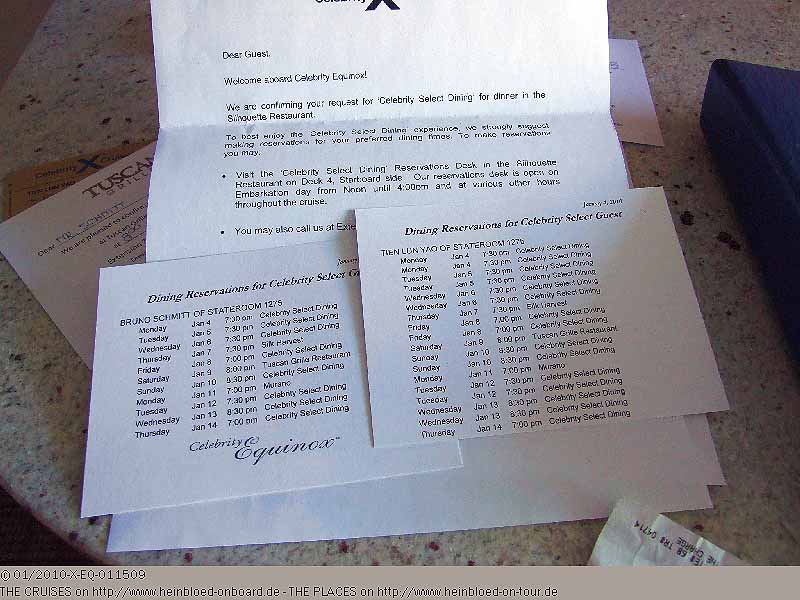 Celebrity X
Dear Guest,
Welcome aboard Celebrity Equinox!
We are confirming your request for 'Celebrity Select Dining' for dinner in the
Silhouette Restaurant.
To best enjoy the 'Celebrity Select Dining' experience, we strongly suggest
making reservations for your preferred dining times. To make reservations
you may:
• Visit the 'Celebrity Select Dining' Reservations Desk in the Silhouette
Restaurant on Deck 4, Starboard side. Our reservations desk is open on
Embarkation day from Noon until 4:00pm and at various other hours
throughout the cruise.
• You may also call us at
Celebrity X
TUSCAN
Dear MR SCHMITT
We are pleased to confirm
Dining Reservations for Celebrity Select
BRUNO SCHMITT OF STATEROOM 1275
Monday Jan 4 7:30 pm Celebrity Select Dining
Tuesday Jan 5 7:30 pm Celebrity Select Dining
Wednesday Jan 6 7:30 pm Celebrity Select Dining
Thursday Jan 7 7:30 pm Silk Harvest
Friday Jan 8 7:00 pm Celebrity Select Dining
Saturday Jan 9 8:00 pm Tuscan Grille Restaurant
Sunday Jan 10 8:30 pm Celebrity Select Dining
Monday Jan 11 7:00 pm Murano
Tuesday Jan 12 7:30 pm Celebrity Select Dining
Wednesday Jan 13 8:30 pm Celebrity Select Dining
Thursday Jan 14 7:00 pm Celebrity Select Dining
Celebrity Equinox
Dining Reservations for Celebrity Select Guest
TIEN LUN YAO OF STATEROOM 1275
Monday Jan 4 7:30 pm Celebrity Select Dining
Monday Jan 4 7:30 pm Celebrity Select Dining
Tuesday Jan 5 7:30 pm Celebrity Select Dining
Tuesday Jan 5 7:30 pm Celebrity Select Dining
Wednesday Jan 6 7:30 pm Celebrity Select Dining
Wednesday Jan 6 7:30 pm Celebrity Select Dining
Thursday Jan 7 7:30 pm Silk Harvest
Friday Jan 8 7:00 pm Celebrity Select Dining
Friday Jan 8 7:00 pm Celebrity Select Dining
Saturday Jan 9 8:00 pm Tuscan Grille Restaurant
Sunday Jan 10 8:30 pm Celebrity Select Dining
Sunday Jan 10 8:30 pm Celebrity Select Dining
Monday Jan 11 7:00 pm Murano
Tuesday Jan 12 7:30 pm Celebrity Select Dining
Tuesday Jan 12 7:30 pm Celebrity Select Dining
Wednesday Jan 13 8:30 pm Celebrity Select Dining
Wednesday Jan 13 8:30 pm Celebrity Select Dining
Thursday Jan 14 7:00 pm Celebrity Select Dining
04714
CHARGE
©01/2010-X-EQ-011509
THE CRUISES on http://www.heinbloed-onboard.de - THE PLACES on http://www.heinbloed-on-tour.de